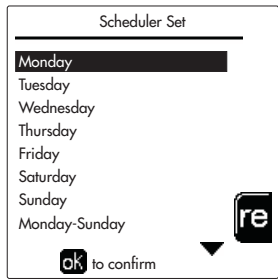 Scheduler Set
Monday
Tuesday
Wednesday
Thursday
Friday
Saturday
Sunday
Monday-Sunday
re
ok to confirm